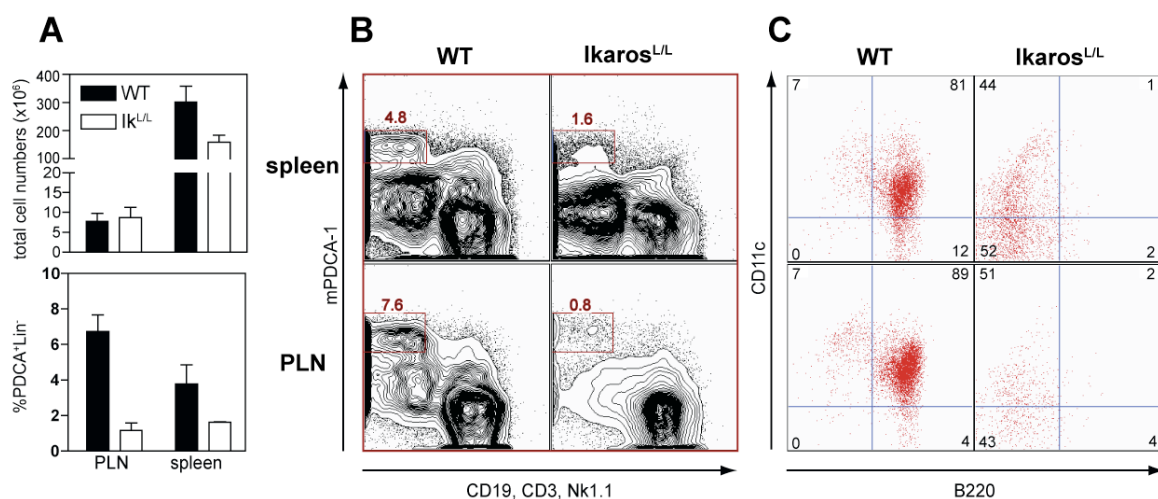 A
total cell numbers (x10⁶)
400
300
200
100
20
15
10
5
0
WT
Ik^L/L
%PDCA⁺Lin⁻
10
8
6
4
2
0
PLN
spleen
B
WT
Ikaros^L/L
spleen
PLN
mPDCA-1
4.8
1.6
7.6
0.8
CD19, CD3, Nk1.1
C
WT
Ikaros^L/L
CD11c
7
81
44
1
0
12
52
2
7
89
51
2
0
4
43
4
B220